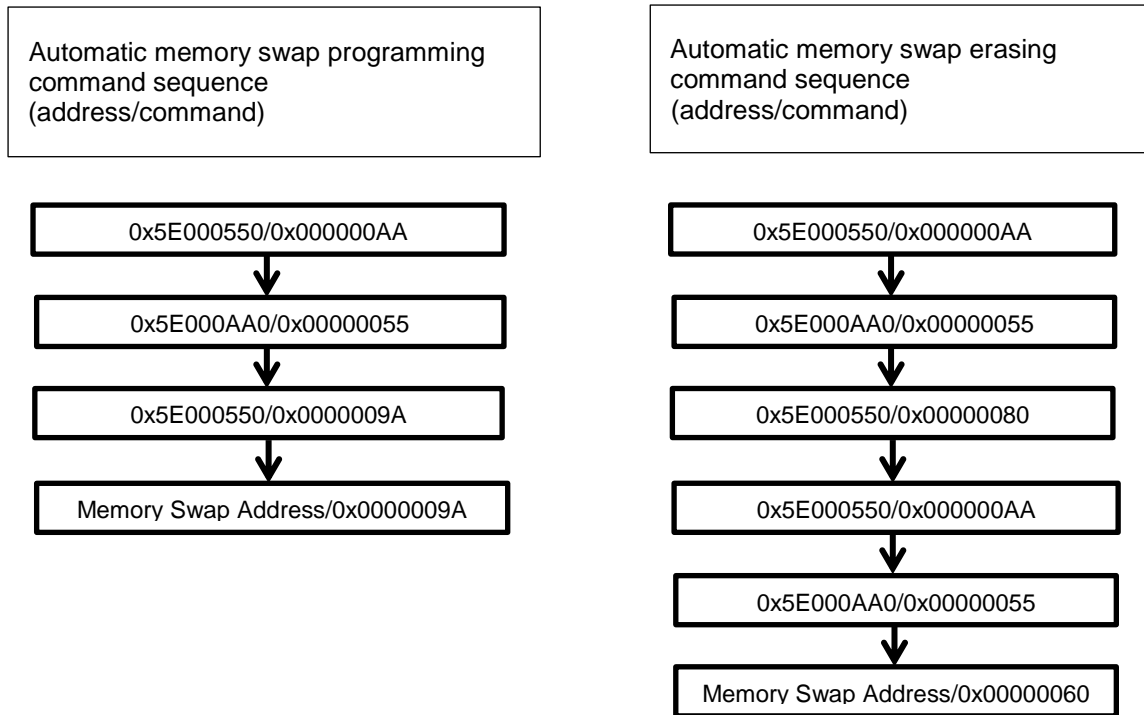 Automatic memory swap programming
command sequence
(address/command)
0x5E000550/0x000000AA
0x5E000AA0/0x00000055
0x5E000550/0x0000009A
Memory Swap Address/0x0000009A
Automatic memory swap erasing
command sequence
(address/command)
0x5E000550/0x000000AA
0x5E000AA0/0x00000055
0x5E000550/0x00000080
0x5E000550/0x000000AA
0x5E000AA0/0x00000055
Memory Swap Address/0x00000060